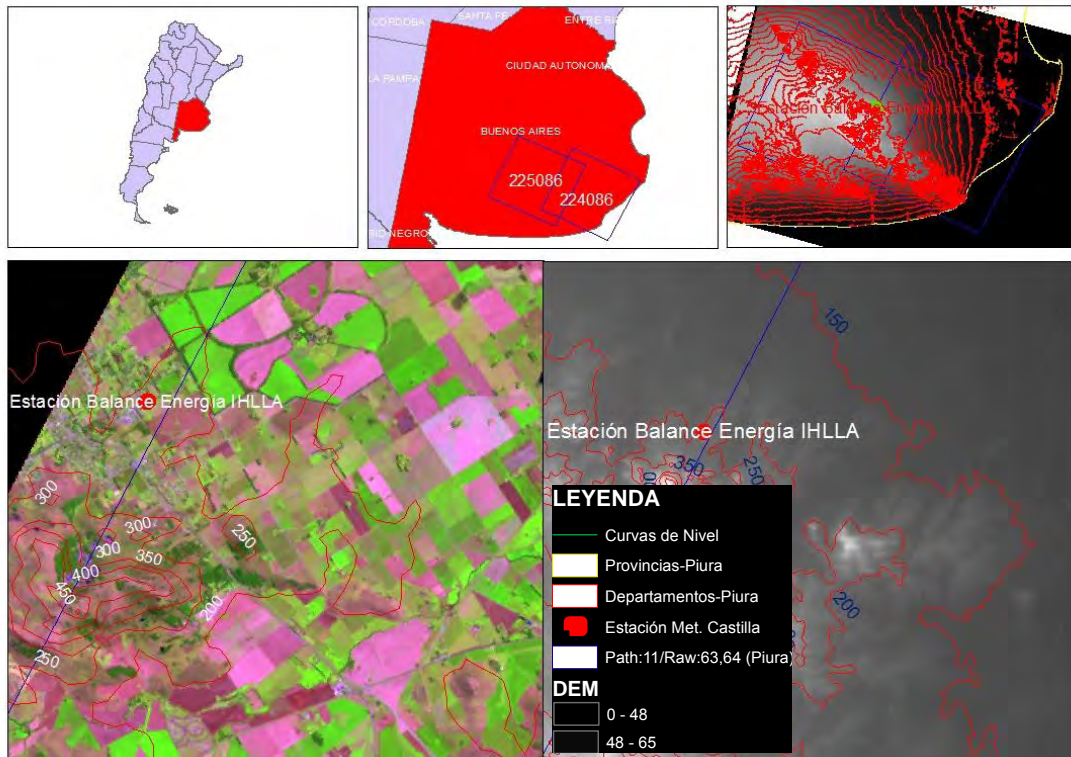 CORDOBA
SANTA FE
ENTRE RI
LA PAMPA
CIUDAD AUTONOMA
BUENOS AIRES
225086
224086
RIO NEGRO
Estación Balance Energía IHLLA
Estación Balance Energía IHLLA
300
300
300
350
400
450
250
250
200
150
Estación Balance Energía IHLLA
350
250
200
LEYENDA
Curvas de Nivel
Provincias-Piura
Departamentos-Piura
Estación Met. Castilla
Path:11/Raw:63,64 (Piura)
DEM
0 - 48
48 - 65